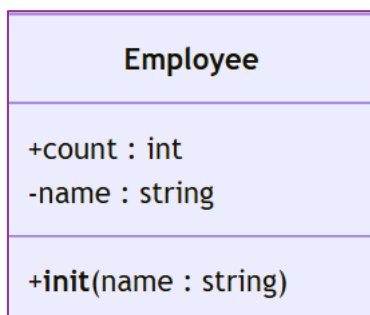 Employee
+count : int
-name : string
+init(name : string)